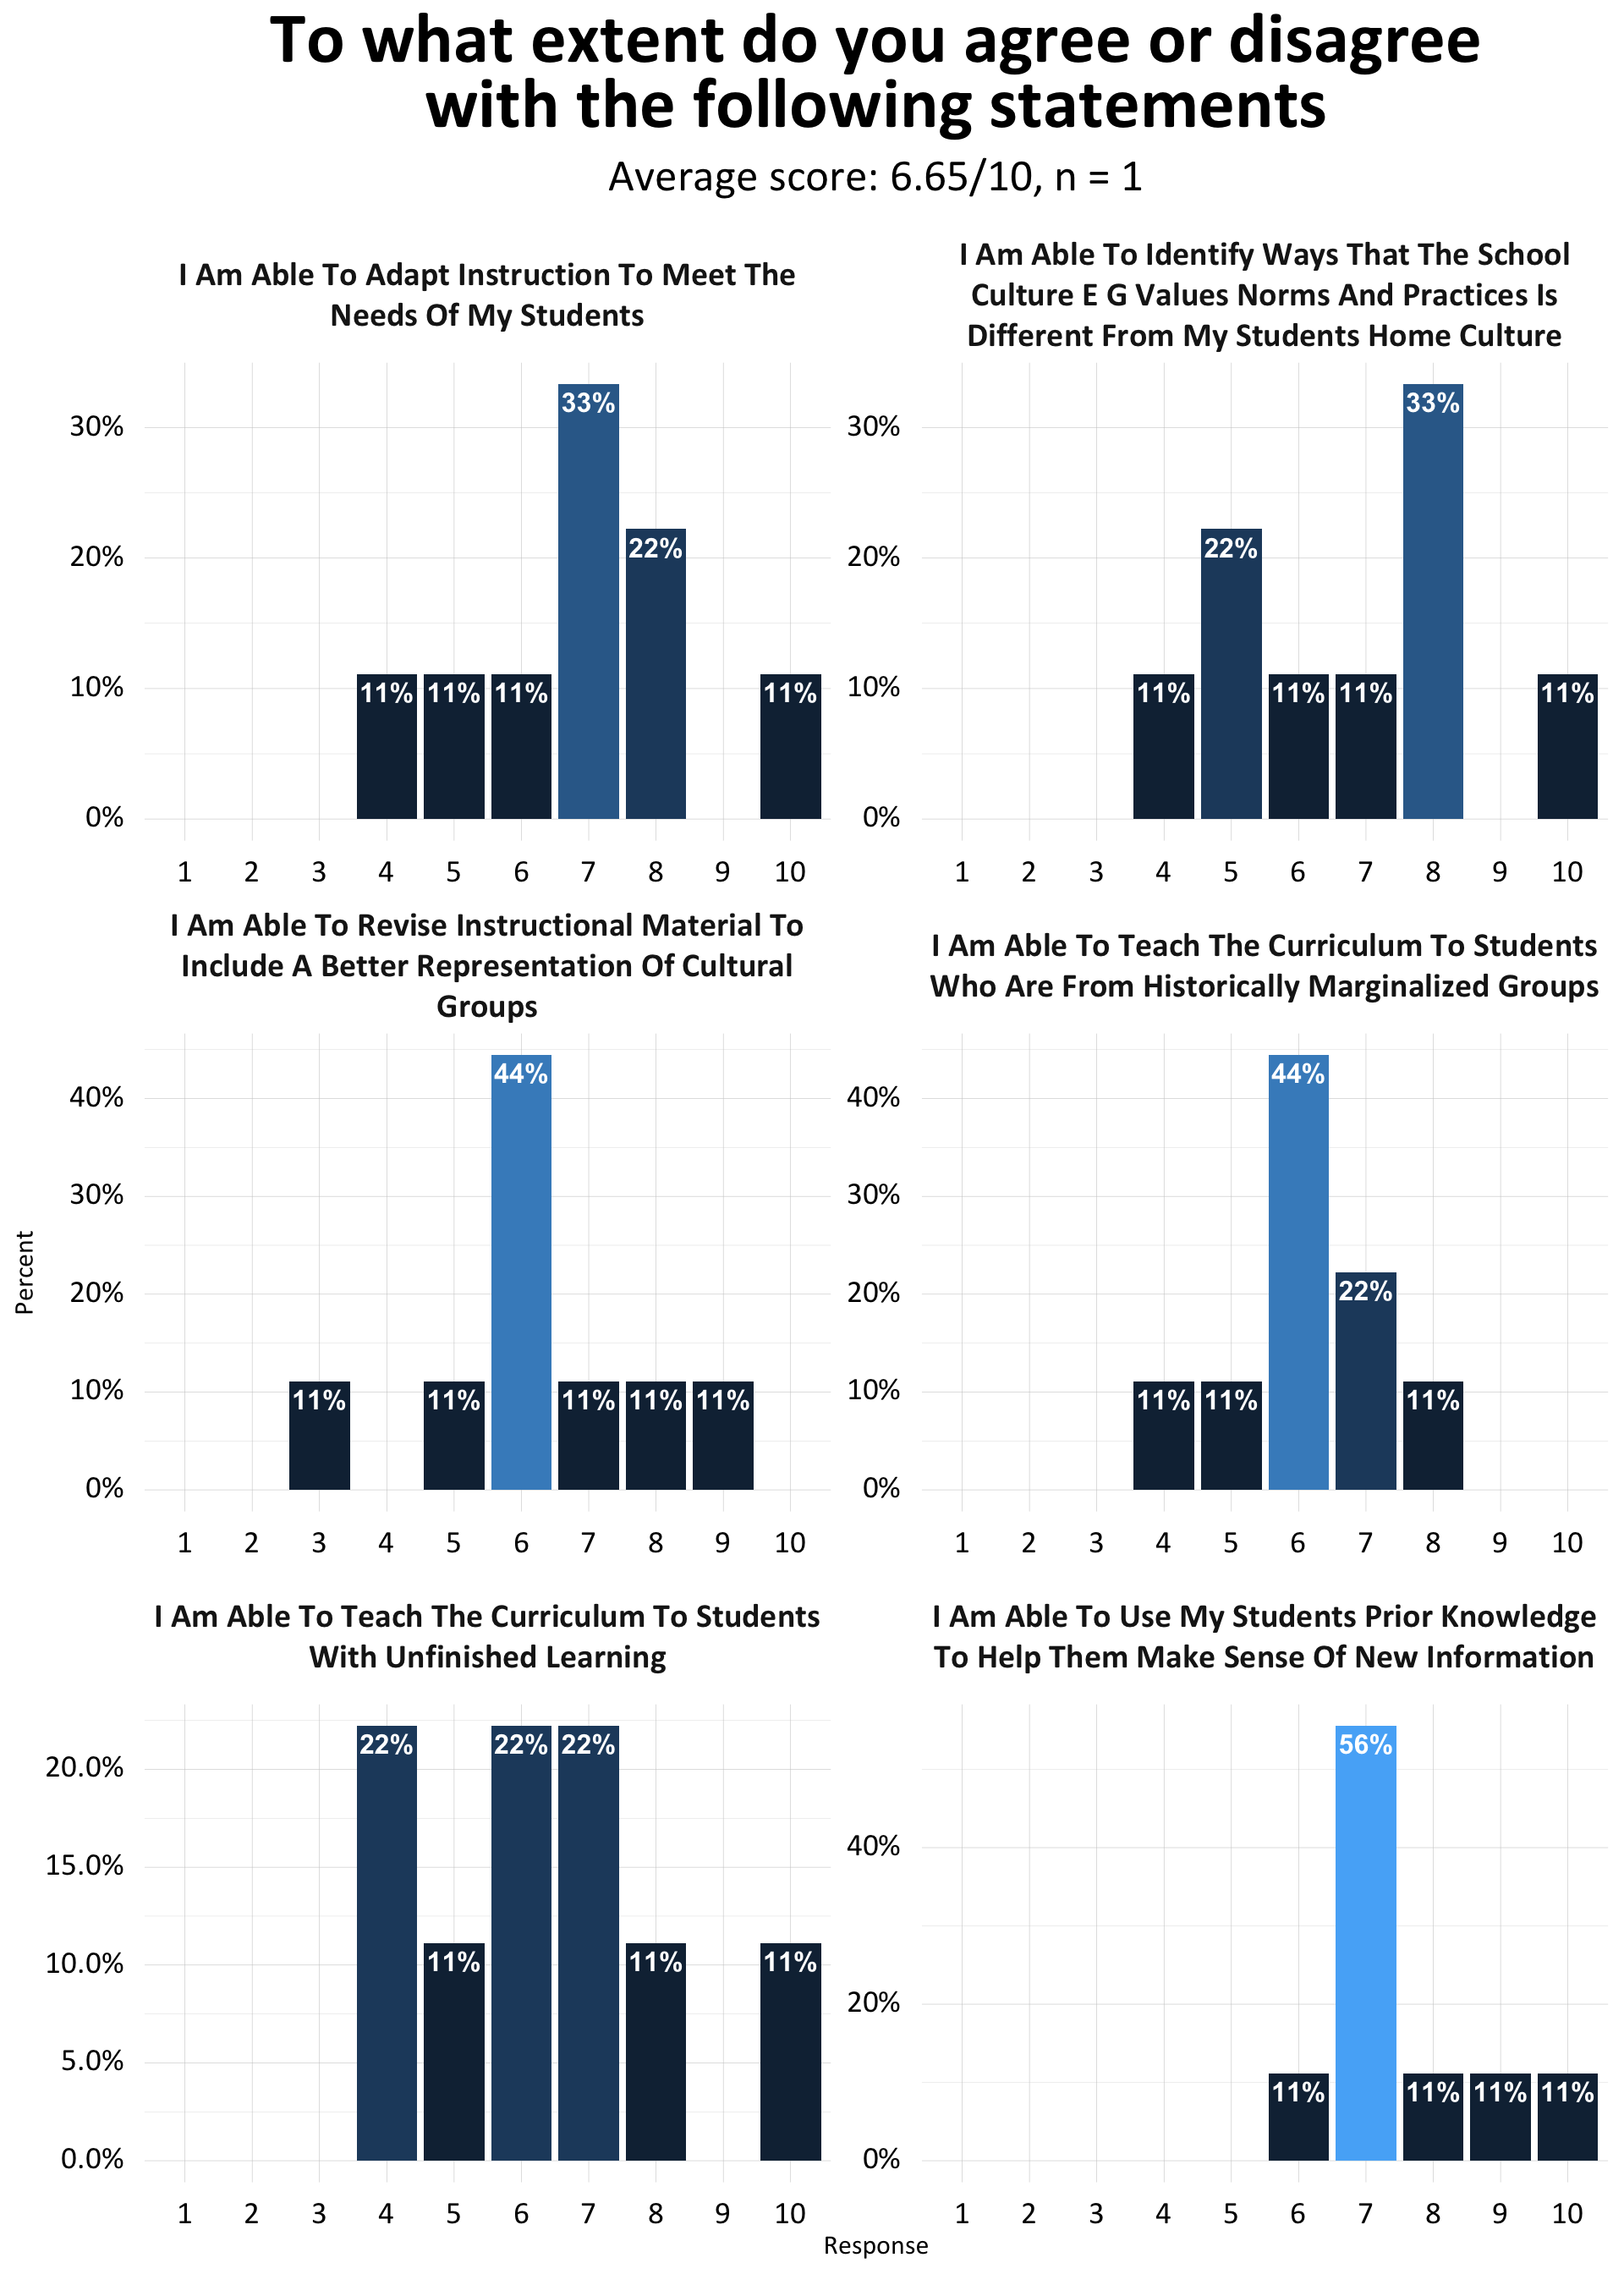 To what extent do you agree or disagree
with the following statements
Average score: 6.65/10, n = 1
I Am Able To Adapt Instruction To Meet The
Needs Of My Students
30%
20%
10%
0%
11%
11%
11%
33%
22%
11%
1 2 3 4 5 6 7 8 9 10
I Am Able To Identify Ways That The School
Culture E G Values Norms And Practices Is
Different From My Students Home Culture
30%
20%
10%
0%
11%
22%
11%
11%
33%
11%
1 2 3 4 5 6 7 8 9 10
I Am Able To Revise Instructional Material To
Include A Better Representation Of Cultural
Groups
40%
30%
20%
10%
0%
11%
11%
44%
11%
11%
11%
1 2 3 4 5 6 7 8 9 10
I Am Able To Teach The Curriculum To Students
Who Are From Historically Marginalized Groups
40%
30%
20%
10%
0%
11%
11%
44%
22%
11%
1 2 3 4 5 6 7 8 9 10
Percent
I Am Able To Teach The Curriculum To Students
With Unfinished Learning
20.0%
15.0%
10.0%
5.0%
0.0%
22%
11%
22%
22%
11%
11%
1 2 3 4 5 6 7 8 9 10
I Am Able To Use My Students Prior Knowledge
To Help Them Make Sense Of New Information
40%
20%
0%
11%
56%
11%
11%
11%
1 2 3 4 5 6 7 8 9 10
Response